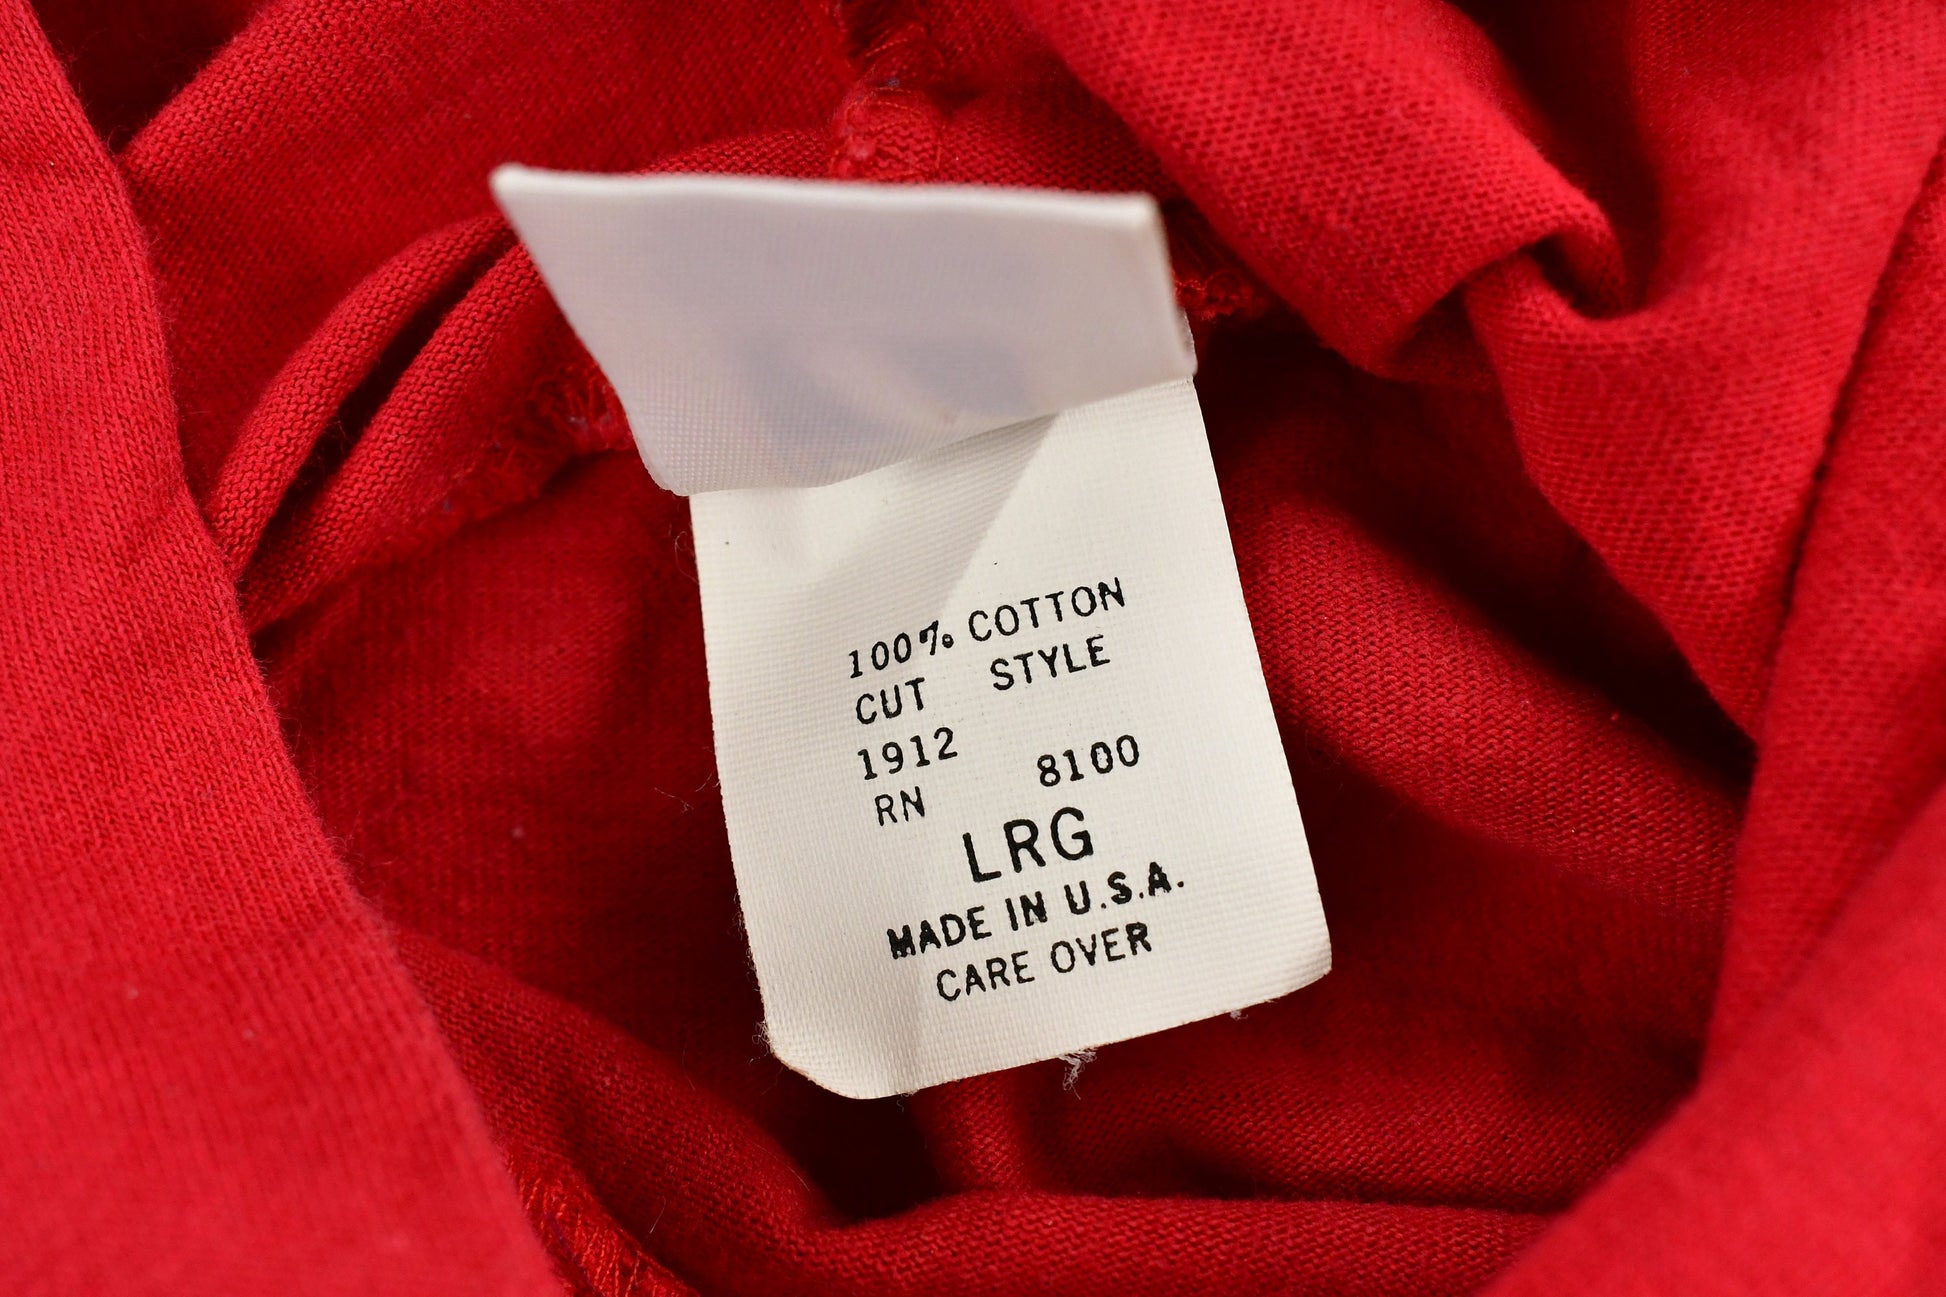 100% COTTON
CUT STYLE
1912 8100
RN
LRG
MADE IN U.S.A.
CARE OVER